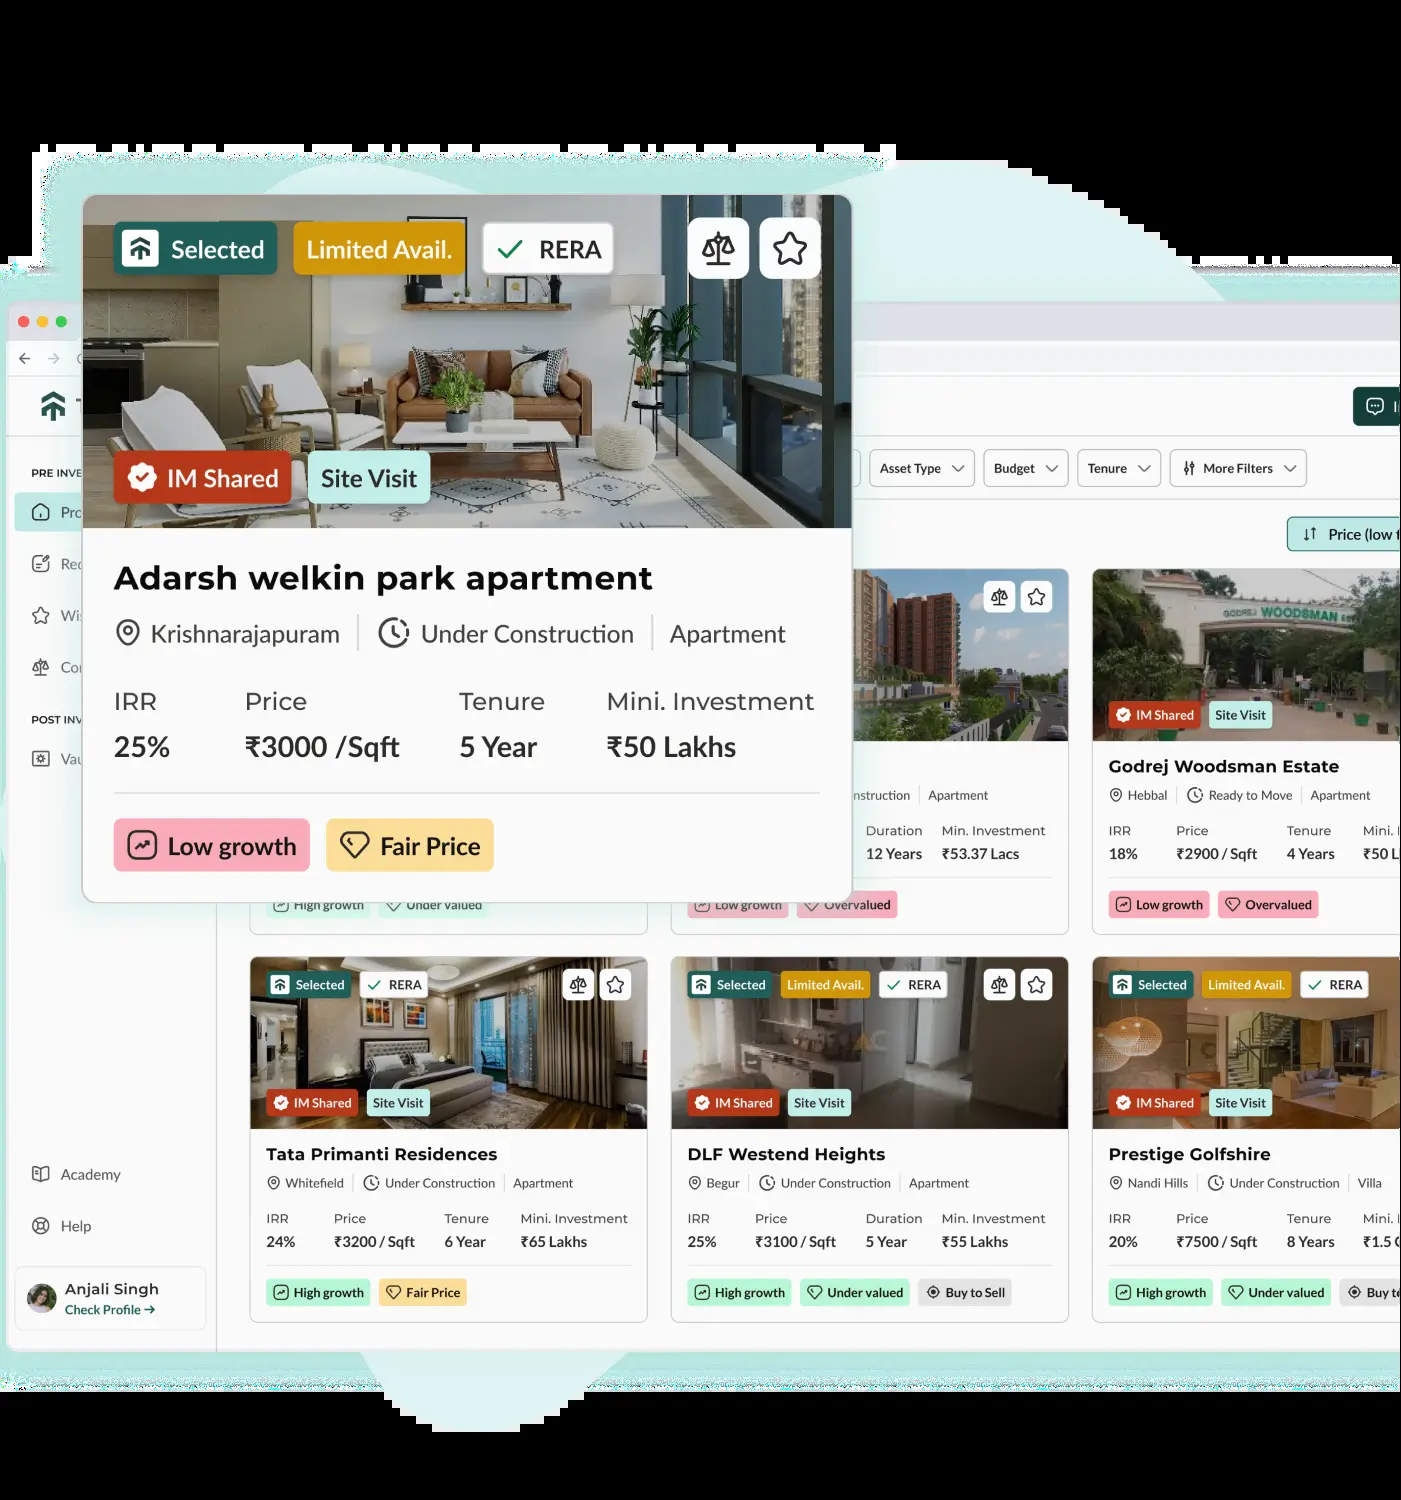 Selected
Limited Avail.
RERA
IM Shared
Site Visit
Adarsh welkin park apartment
Krishnarajapuram
Under Construction
Apartment
IRR Price Tenure Mini. Investment
25% ₹3000 /Sqft 5 Year ₹50 Lakhs
Low growth
Fair Price
PRE
POST
Academy
Help
Anjali Singh
Check Profile →
Asset Type
Budget
Tenure
More Filters
Price (low
High growth
Under valued
Apartment
Duration Min. Investment
12 Years ₹53.37 Lacs
Low growth
Overvalued
GODREJ WOODSMAN
IM Shared
Site Visit
Godrej Woodsman Estate
Hebbal
Ready to Move
Apartment
IRR Price Tenure Mini.
18% ₹2900 / Sqft 4 Years ₹50
Low growth
Overvalued
Selected
RERA
IM Shared
Site Visit
Tata Primanti Residences
Whitefield
Under Construction
Apartment
IRR Price Tenure Mini. Investment
24% ₹3200 / Sqft 6 Year ₹65 Lakhs
High growth
Fair Price
Selected
Limited Avail.
RERA
IM Shared
Site Visit
DLF Westend Heights
Begur
Under Construction
Apartment
IRR Price Duration Min. Investment
25% ₹3100 / Sqft 5 Year ₹55 Lakhs
High growth
Under valued
Buy to Sell
Selected
Limited Avail.
RERA
IM Shared
Site Visit
Prestige Golfshire
Nandi Hills
Under Construction
Villa
IRR Price Tenure Mini.
20% ₹7500 / Sqft 8 Years ₹1.5
High growth
Under valued
Buy